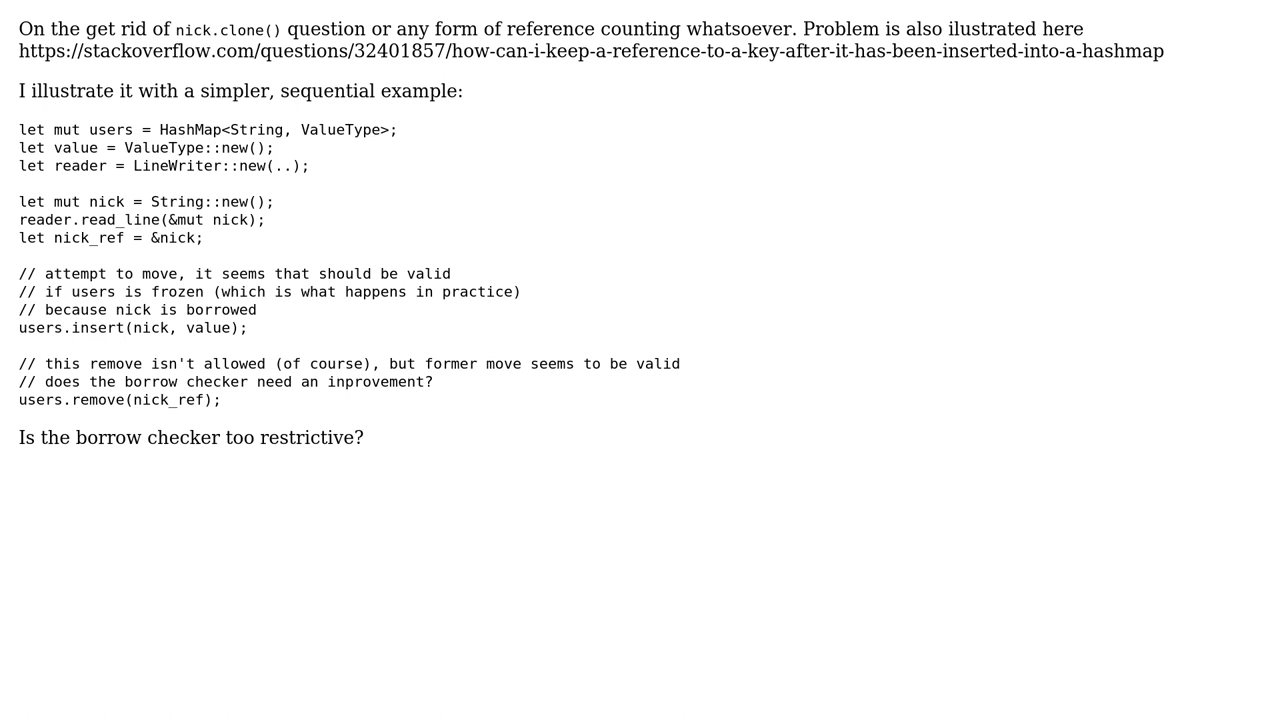 On the get rid of nick.clone() question or any form of reference counting whatsoever. Problem is also ilustrated here
https://stackoverflow.com/questions/32401857/how-can-i-keep-a-reference-to-a-key-after-it-has-been-inserted-into-a-hashmap
I illustrate it with a simpler, sequential example:
let mut users = HashMap<String, ValueType>;
let value = ValueType::new();
let reader = LineWriter::new(..);
let mut nick = String::new();
reader.read_line(&mut nick);
let nick_ref = &nick;
// attempt to move, it seems that should be valid
// if users is frozen (which is what happens in practice)
// because nick is borrowed
users.insert(nick, value);
// this remove isn't allowed (of course), but former move seems to be valid
// does the borrow checker need an inprovement?
users.remove(nick_ref);
Is the borrow checker too restrictive?